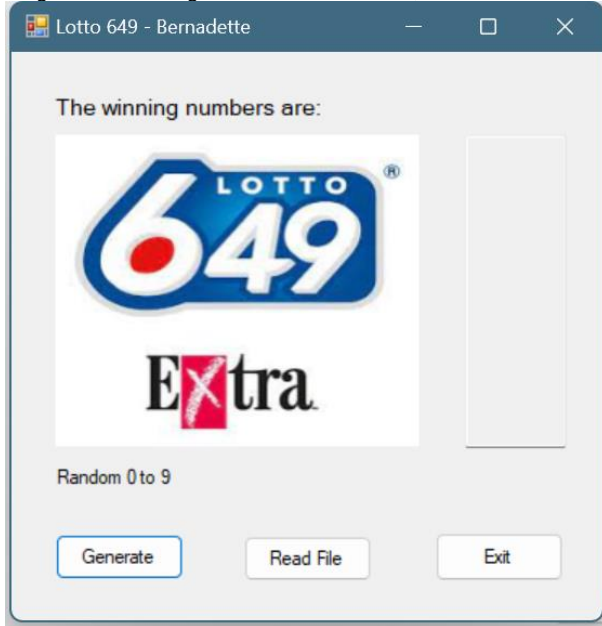 Lotto 649 - Bernadette
The winning numbers are:
LOTTO
®
649
Extra
Random 0 to 9
Generate Read File Exit